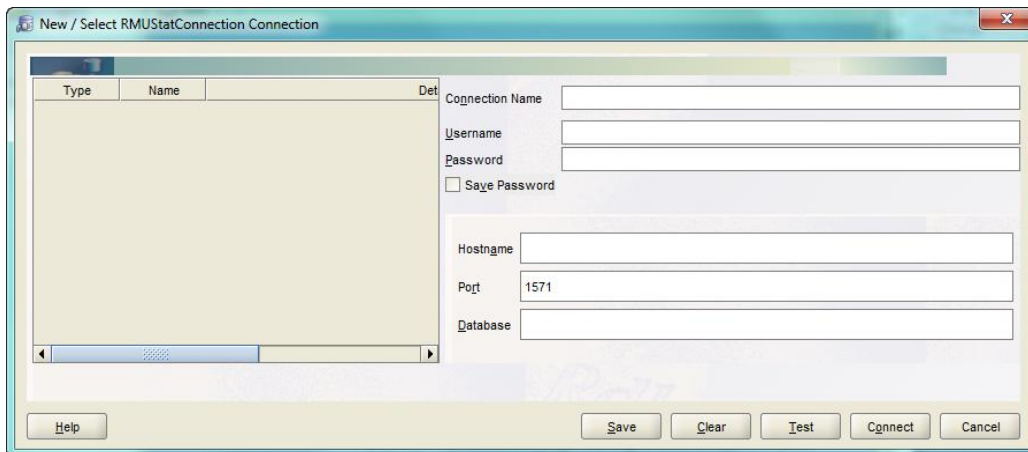 New / Select RMUStatConnection Connection
Type Name Det
Connection Name
Username
Password
Save Password
Hostname
Port 1571
Database
Help Save Clear Test Connect Cancel